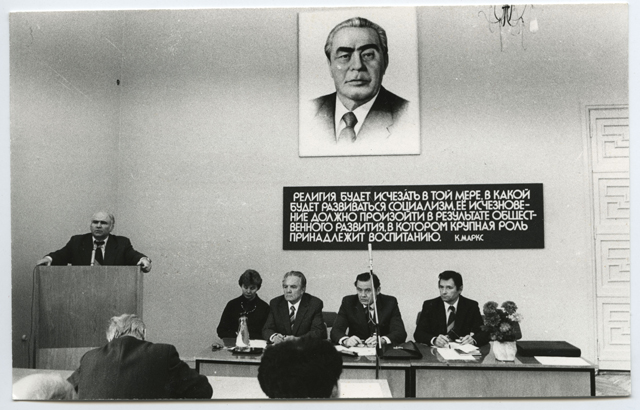 РЕЛИГИЯ БУДЕТ ИСЧЕЗАТЬ В ТОЙ МЕРЕ, В КАКОЙ
БУДЕТ РАЗВИВАТЬСЯ СОЦИАЛИЗМ. ЕЁ ИСЧЕЗНОВЕ-
НИЕ ДОЛЖНО ПРОИЗОЙТИ В РЕЗУЛЬТАТЕ ОБЩЕСТ-
ВЕННОГО РАЗВИТИЯ, В КОТОРОМ КРУПНАЯ РОЛЬ
ПРИНАДЛЕЖИТ ВОСПИТАНИЮ. К. МАРКС